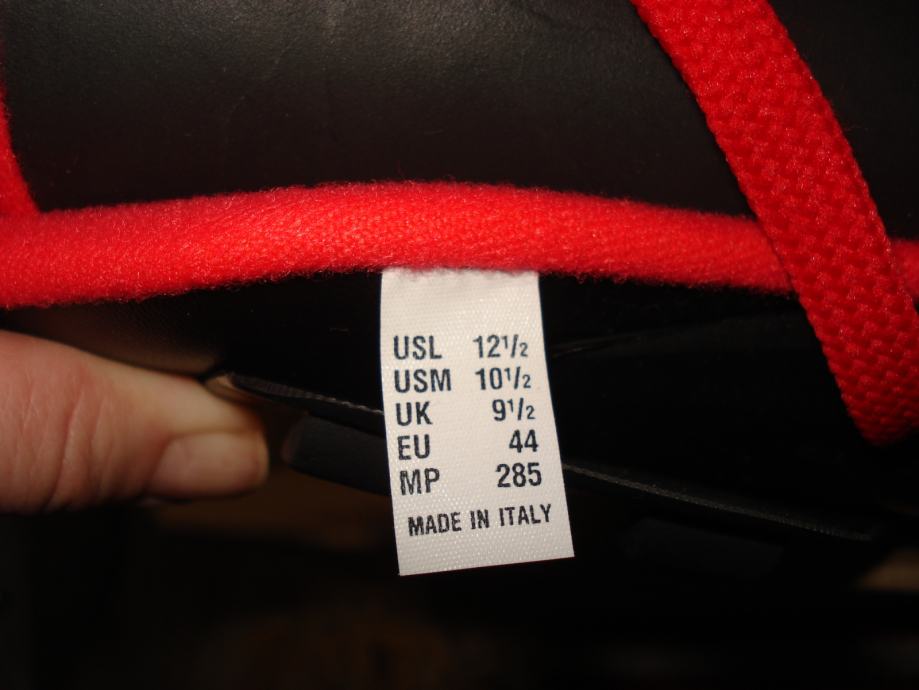 USL 12½
USM 10½
UK 9½
EU 44
MP 285
MADE IN ITALY